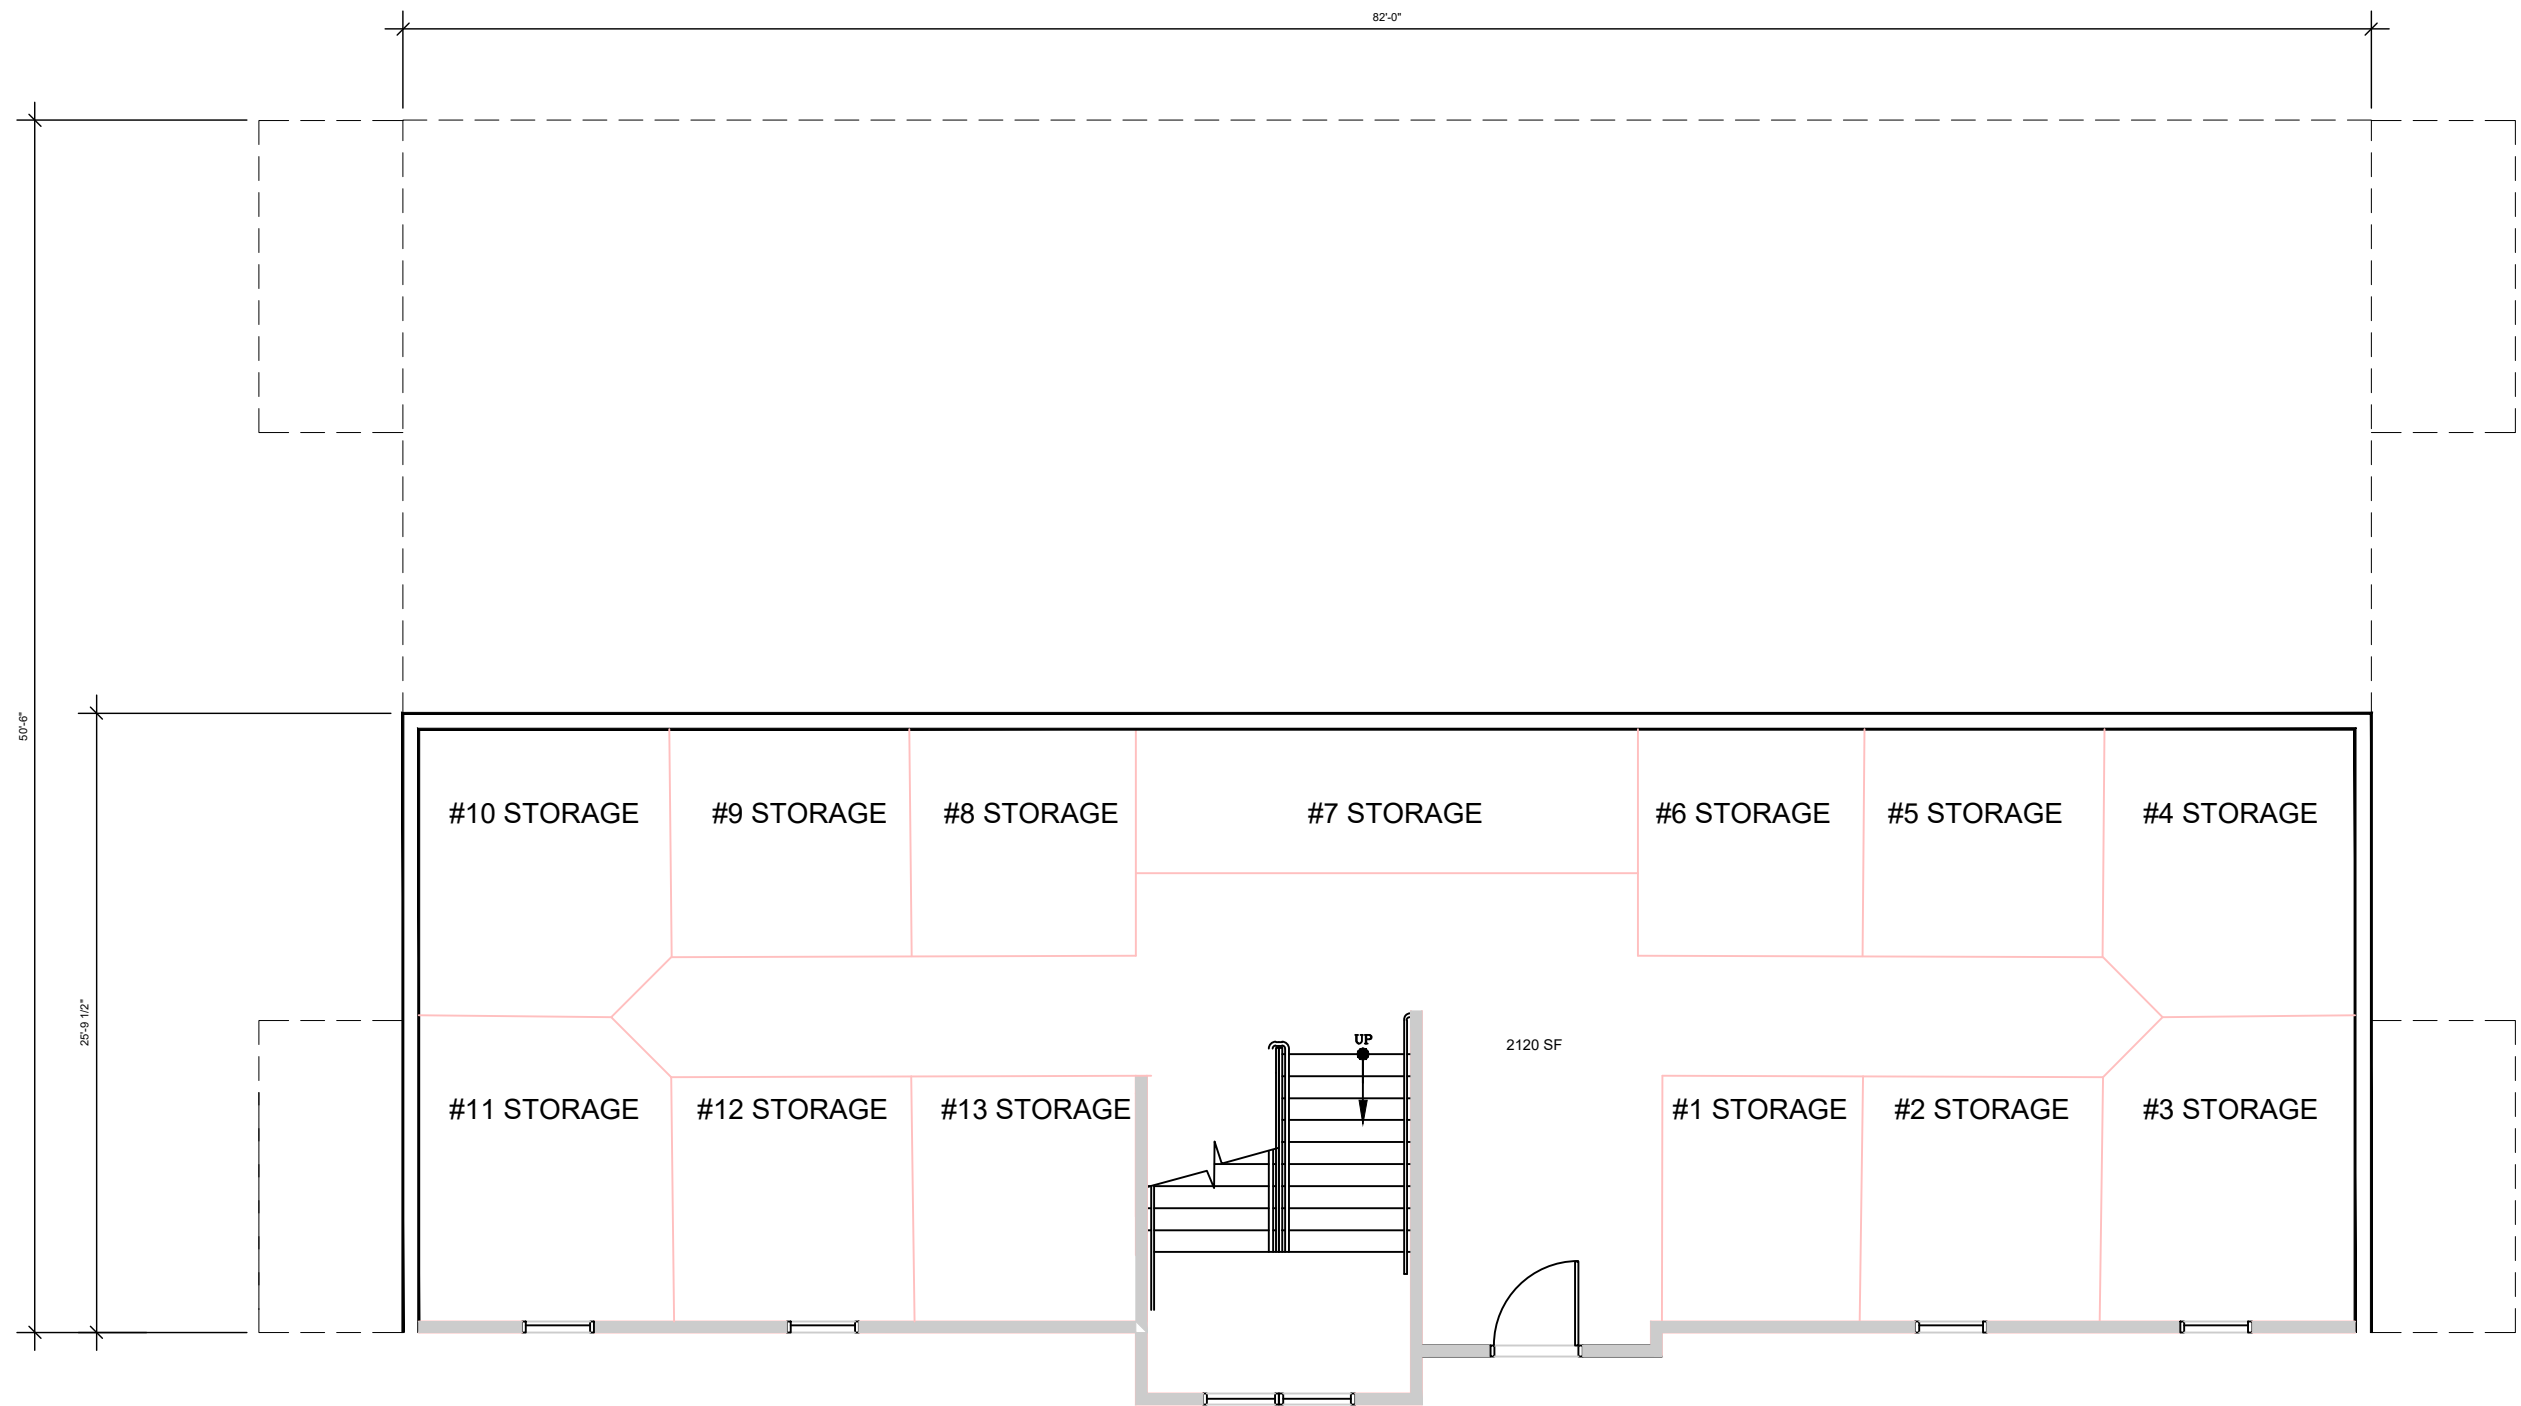 82'-0"
50'-6"
25'-9 1/2"
#10 STORAGE
#9 STORAGE
#8 STORAGE
#7 STORAGE
#6 STORAGE
#5 STORAGE
#4 STORAGE
UP
2120 SF
#11 STORAGE
#12 STORAGE
#13 STORAGE
#1 STORAGE
#2 STORAGE
#3 STORAGE